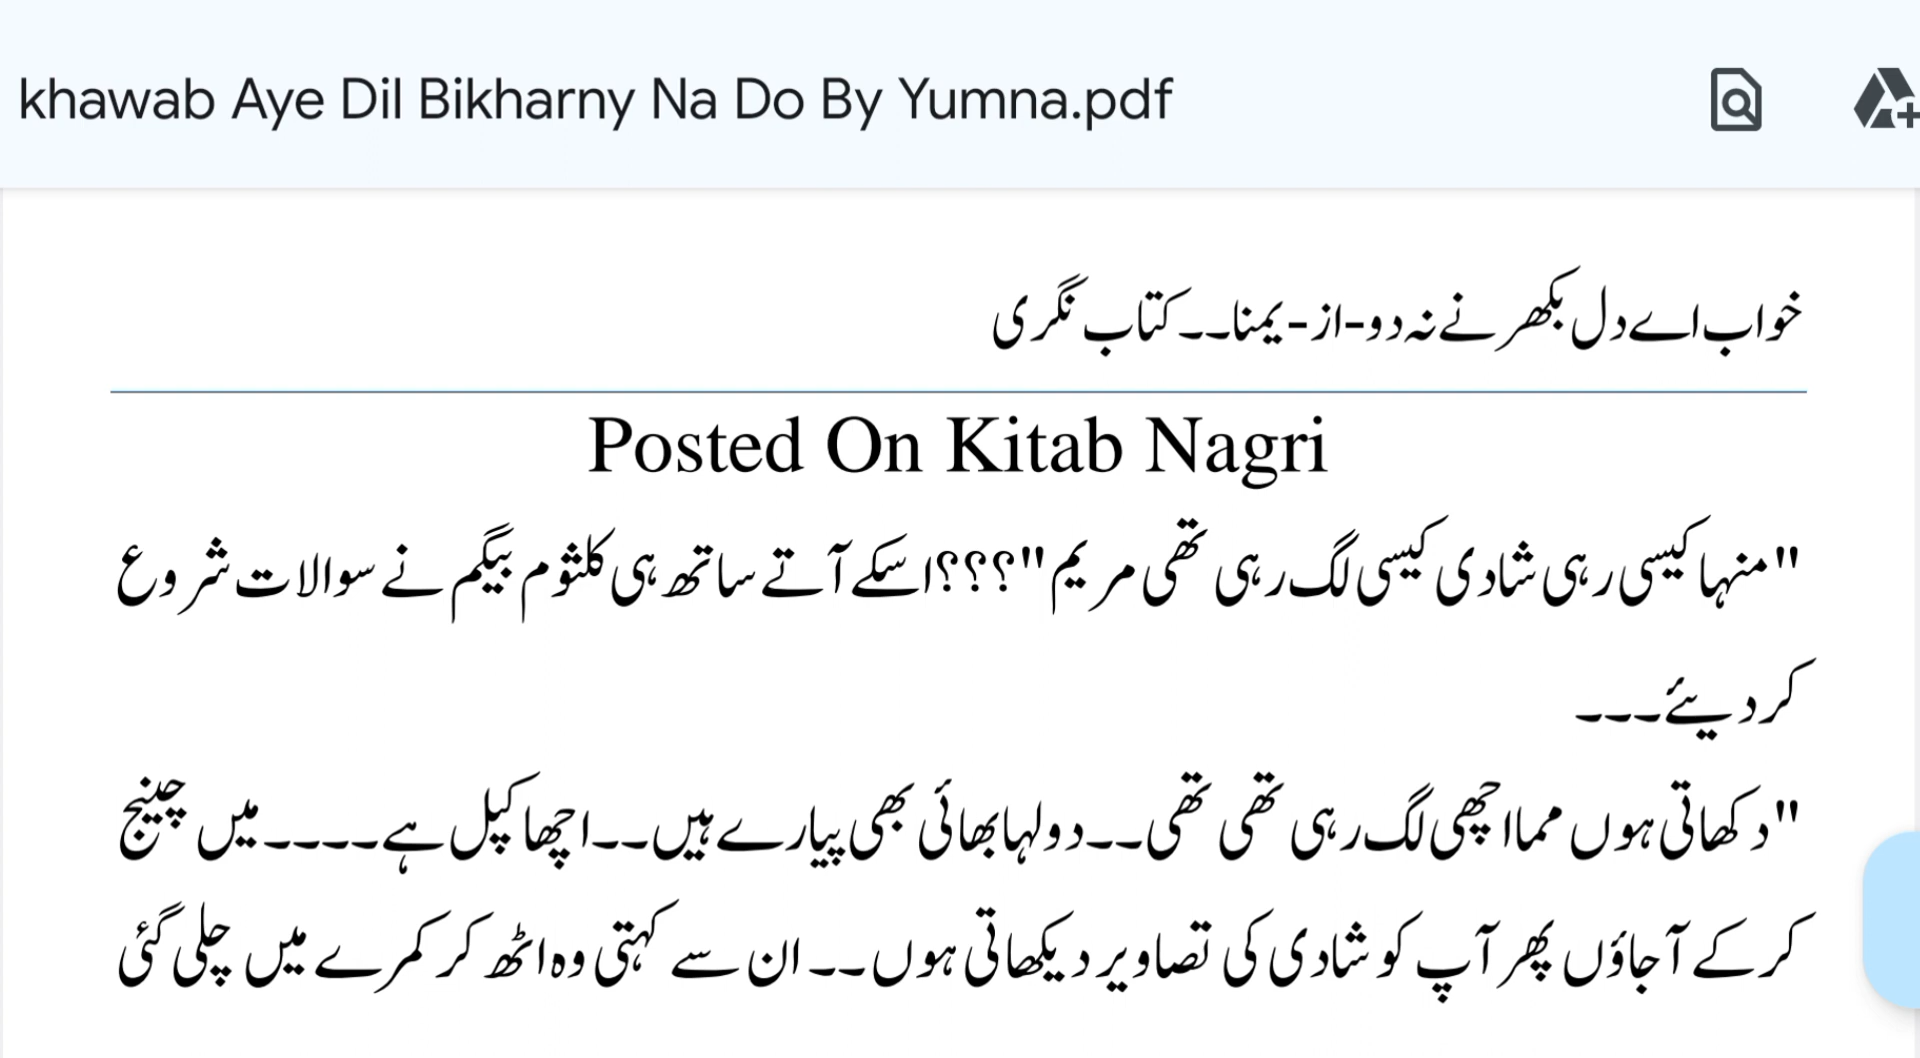 khawab Aye Dil Bikharny Na Do By Yumna.pdf
خواب اے دل بکھرنے نہ دو-از-یمنا۔۔کتاب نگری
Posted On Kitab Nagri
"منہا کیسی رہی شادی کیسی لگ رہی تھی مریم"؟؟؟اسکے آتے ساتھ ہی کلثوم بیگم نے سوالات شروع
کر دیئے۔۔۔
"دکھاتی ہوں مما اچھی لگ رہی تھی تھی۔۔دولہا بھائی بھی پیارے ہیں۔۔اچھا کپل ہے۔۔۔۔میں چینج
کر کے آجاؤں پھر آپ کو شادی کی تصاویر دیکھاتی ہوں۔۔ان سے کہتی وہ اٹھ کر کمرے میں چلی گئی